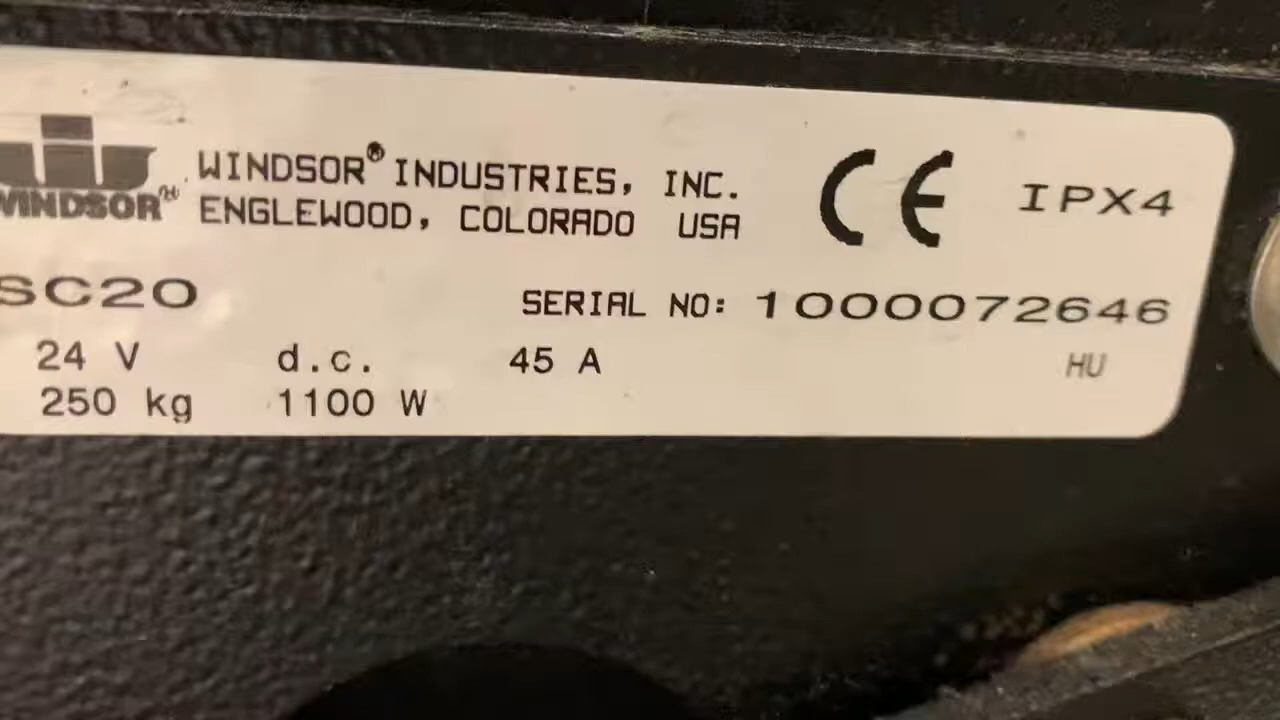 WINDSOR® INDUSTRIES, INC.
ENGLEWOOD, COLORADO USA
WINDSOR®
CE
IPX4
SC20
SERIAL NO: 1000072646
24 V d.c. 45 A
HU
250 kg 1100 W